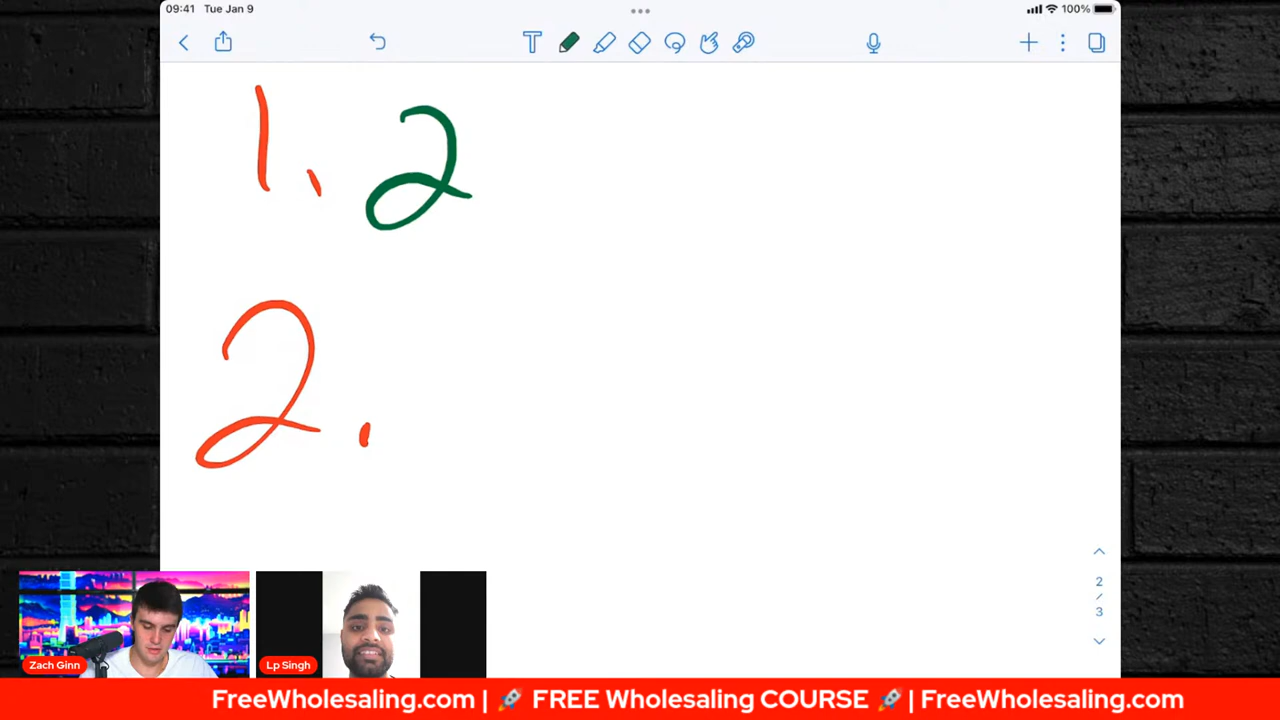 09:41 Tue Jan 9
100%
T
1. 2
2.
2
/
3
Zach Ginn
Lp Singh
FreeWholesaling.com | 🚀 FREE Wholesaling COURSE 🚀 | FreeWholesaling.com